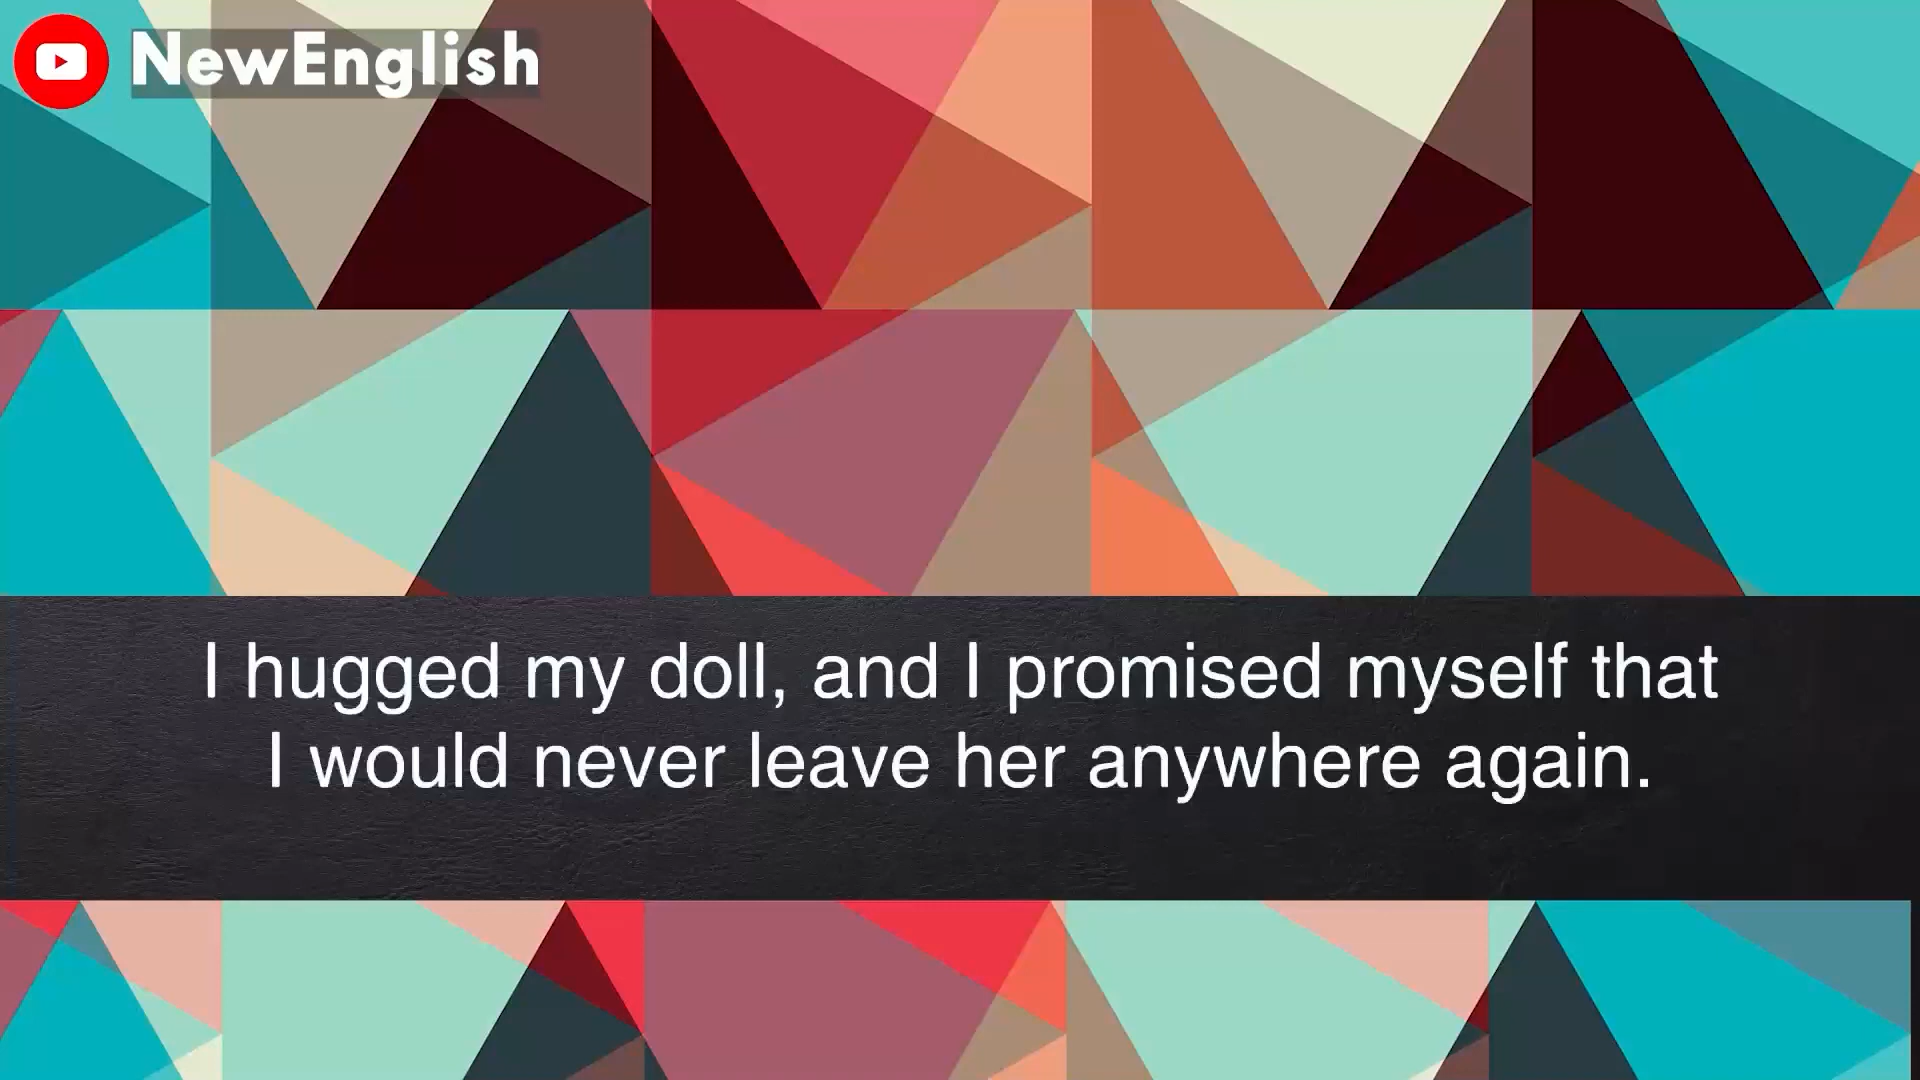 NewEnglish
I hugged my doll, and I promised myself that
I would never leave her anywhere again.